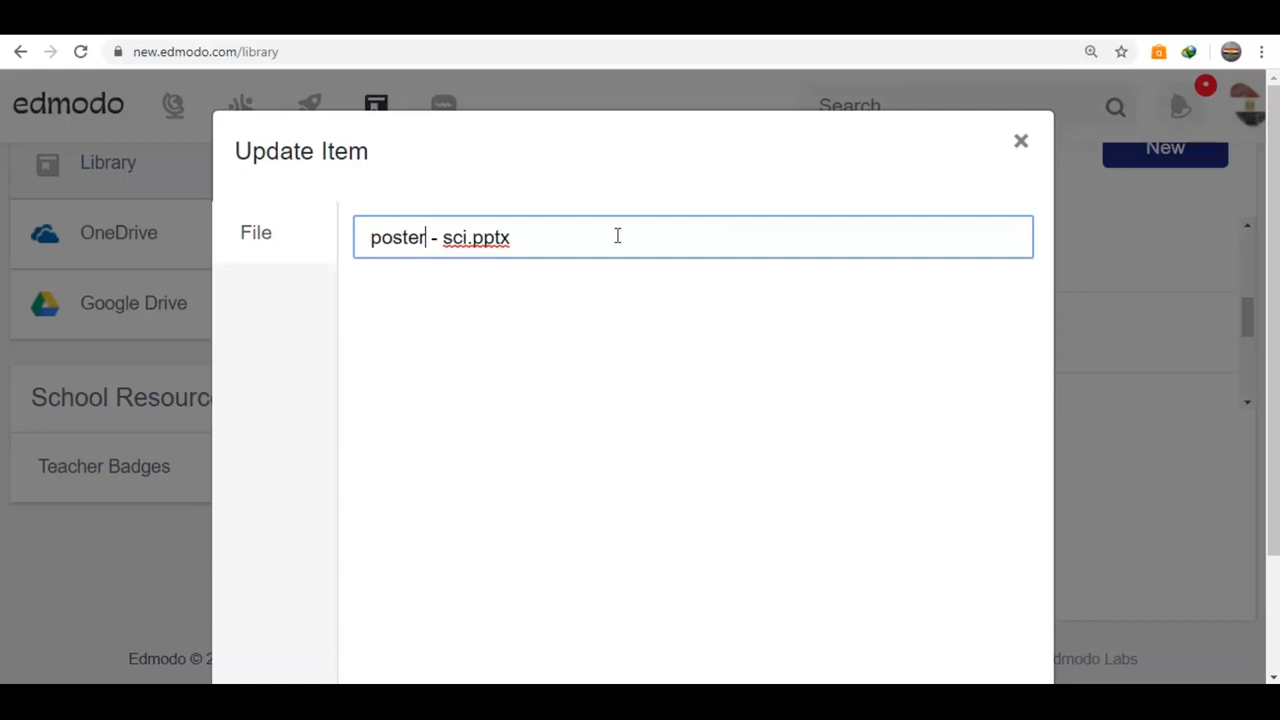 new.edmodo.com/library
edmodo
Search
Update Item
Library
New
File
poster - sci.pptx
OneDrive
Google Drive
School Resourc
Teacher Badges
Edmodo © 2
dmodo Labs